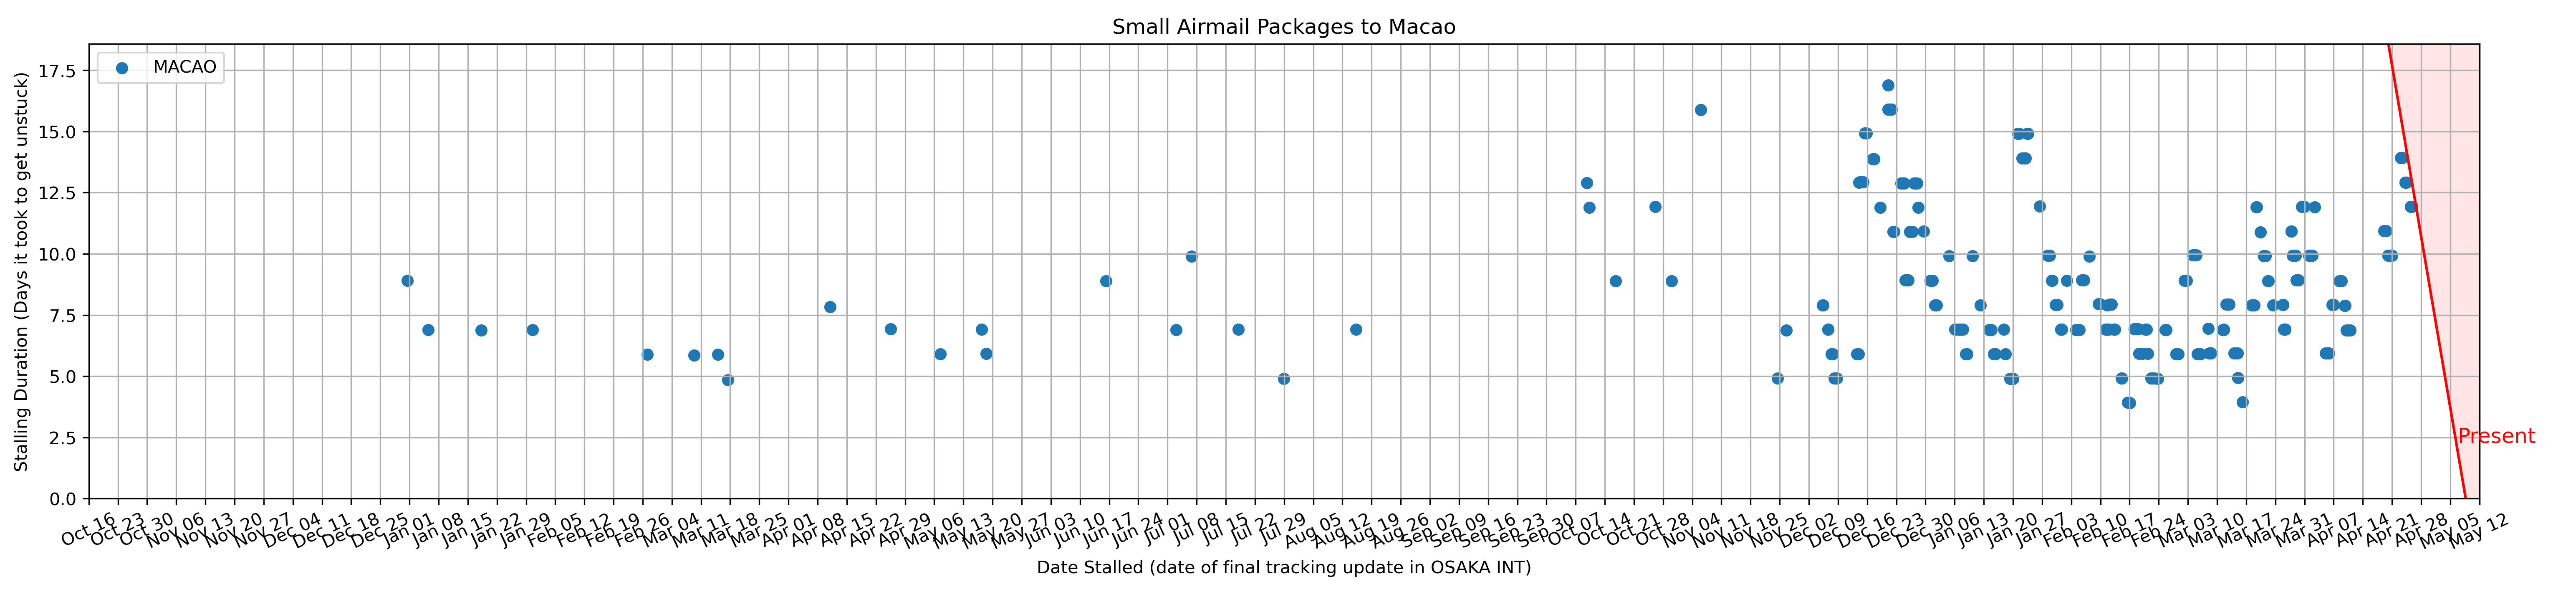 Small Airmail Packages to Macao
MACAO
Stalling Duration (Days it took to get unstuck)
17.5
15.0
12.5
10.0
7.5
5.0
2.5
0.0
Present
Oct 16
Oct 23
Oct 30
Nov 06
Nov 13
Nov 20
Nov 27
Dec 04
Dec 11
Dec 18
Dec 25
Jan 01
Jan 08
Jan 15
Jan 22
Jan 29
Feb 05
Feb 12
Feb 19
Feb 26
Mar 04
Mar 11
Mar 18
Mar 25
Apr 01
Apr 08
Apr 15
Apr 22
Apr 29
May 06
May 13
May 20
May 27
Jun 03
Jun 10
Jun 17
Jun 24
Jul 01
Jul 08
Jul 15
Jul 22
Jul 29
Aug 05
Aug 12
Aug 19
Aug 26
Sep 02
Sep 09
Sep 16
Sep 23
Sep 30
Oct 07
Oct 14
Oct 21
Oct 28
Nov 04
Nov 11
Nov 18
Nov 25
Dec 02
Dec 09
Dec 16
Dec 23
Dec 30
Jan 06
Jan 13
Jan 20
Jan 27
Feb 03
Feb 10
Feb 17
Feb 24
Mar 03
Mar 10
Mar 17
Mar 24
Mar 31
Apr 07
Apr 14
Apr 21
Apr 28
May 05
May 12
Date Stalled (date of final tracking update in OSAKA INT)